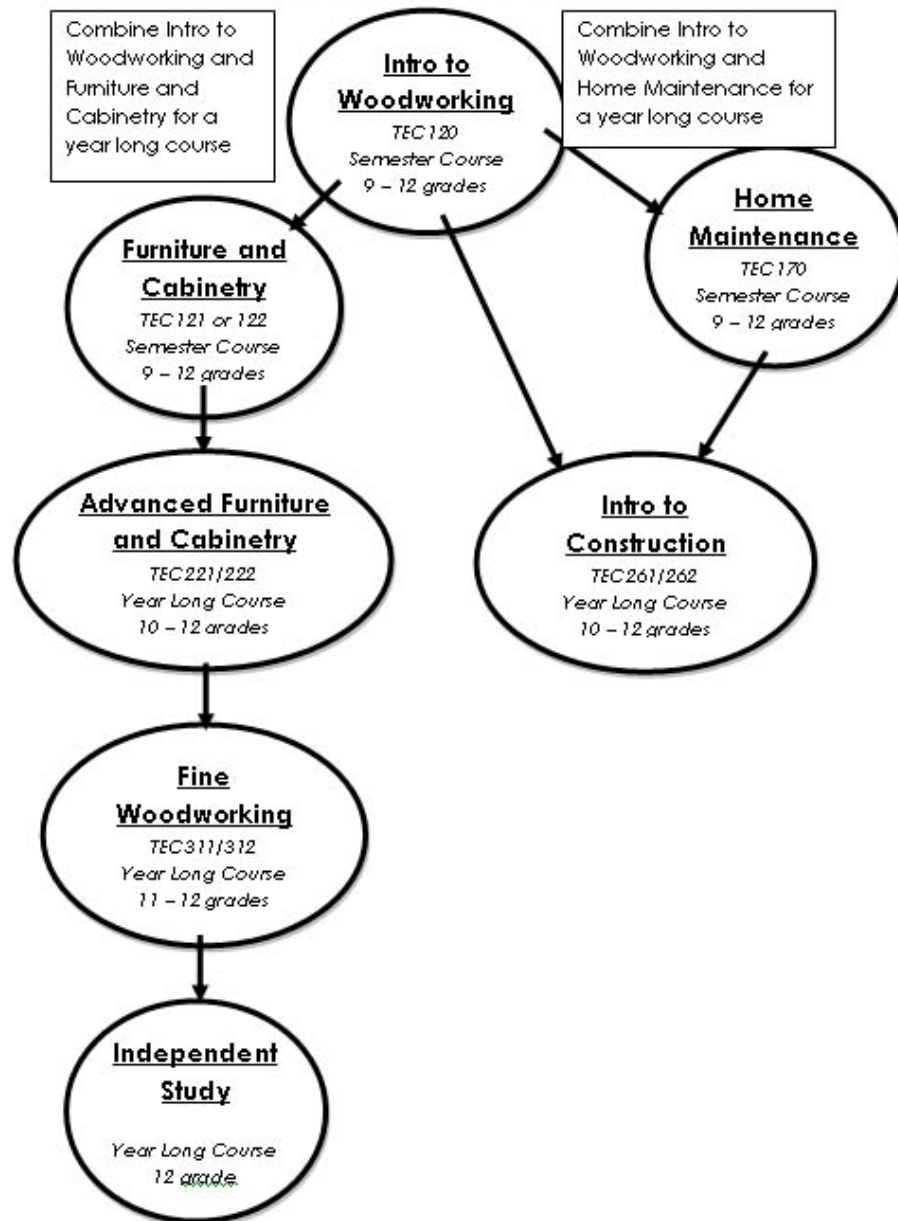 Combine Intro to
Woodworking and
Furniture and
Cabinetry for a
year long course
Intro to
Woodworking
TEC120
Semester Course
9 – 12 grades
Combine Intro to
Woodworking and
Home Maintenance for
a year long course
Furniture and
Cabinetry
TEC121 or 122
Semester Course
9 – 12 grades
Home
Maintenance
TEC170
Semester Course
9 – 12 grades
Advanced Furniture
and Cabinetry
TEC221/222
Year Long Course
10 – 12 grades
Intro to
Construction
TEC261/262
Year Long Course
10 – 12 grades
Fine
Woodworking
TEC311/312
Year Long Course
11 – 12 grades
Independent
Study
Year Long Course
12 grade